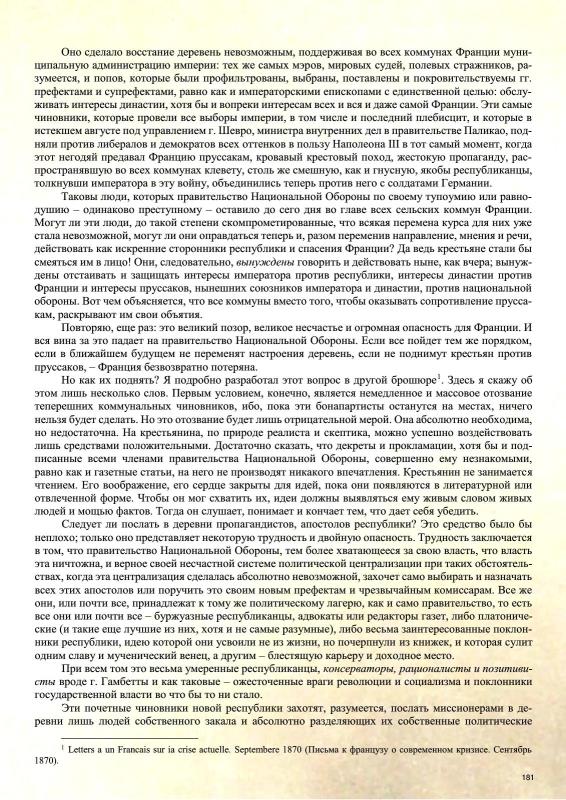 Оно сделало восстание деревень невозможным, поддерживая во всех коммунах Франции муни-
ципальную администрацию империи: тех же самых мэров, мировых судей, полевых стражников, ра-
зумеется, и попов, которые были профильтрованы, выбраны, поставлены и покровительствуемы гг.
префектами и супрефектами, равно как и императорскими епископами с единственной целью: обслу-
живать интересы династии, хотя бы и вопреки интересам всех и вся и даже самой Франции. Эти самые
чиновники, которые провели все выборы империи, в том числе и последний плебисцит, и которые в
истекшем августе под управлением г. Шевро, министра внутренних дел в правительстве Паликао, под-
няли против либералов и демократов всех оттенков в пользу Наполеона III в тот самый момент, когда
этот негодяй предавал Францию пруссакам, кровавый крестовый поход, жестокую пропаганду, рас-
пространявшую во всех коммунах клевету, столь же смешную, как и гнусную, якобы республиканцы,
толкнувши императора в эту войну, объединились теперь против него с солдатами Германии.
Таковы люди, которых правительство Национальной Обороны по своему тупоумию или равно-
душию – одинаково преступному – оставило до сего дня во главе всех сельских коммун Франции.
Могут ли эти люди, до такой степени скомпрометированные, что всякая перемена курса для них уже
стала невозможной, могут ли они оправдаться теперь и, разом переменив направление, мнения и речи,
действовать как искренние сторонники республики и спасения Франции? Да ведь крестьяне стали бы
смеяться им в лицо! Они, следовательно, вынуждены говорить и действовать ныне, как вчера; вынуж-
дены отстаивать и защищать интересы императора против республики, интересы династии против
Франции и интересы пруссаков, нынешних союзников императора и династии, против национальной
обороны. Вот чем объясняется, что все коммуны вместо того, чтобы оказывать сопротивление прусса-
кам, раскрывают им свои объятия.
Повторяю, еще раз: это великий позор, великое несчастье и огромная опасность для Франции. И
вся вина за это падает на правительство Национальной Обороны. Если все пойдет тем же порядком,
если в ближайшем будущем не переменят настроения деревень, если не поднимут крестьян против
пруссаков, – Франция безвозвратно потеряна.
Но как их поднять? Я подробно разработал этот вопрос в другой брошюре¹. Здесь я скажу об
этом лишь несколько слов. Первым условием, конечно, является немедленное и массовое отозвание
теперешних коммунальных чиновников, ибо, пока эти бонапартисты останутся на местах, ничего
нельзя будет сделать. Но это отозвание будет лишь отрицательной мерой. Она абсолютно необходима,
но недостаточна. На крестьянина, по природе реалиста и скептика, можно успешно воздействовать
лишь средствами положительными. Достаточно сказать, что декреты и прокламации, хотя бы и под-
писанные всеми членами правительства Национальной Обороны, совершенно ему незнакомыми,
равно как и газетные статьи, на него не производят никакого впечатления. Крестьянин не занимается
чтением. Его воображение, его сердце закрыты для идей, пока они появляются в литературной или
отвлеченной форме. Чтобы он мог схватить их, идеи должны выявляться ему живым словом живых
людей и мощью фактов. Тогда он слушает, понимает и кончает тем, что дает себя убедить.
Следует ли послать в деревни пропагандистов, апостолов республики? Это средство было бы
неплохо; только оно представляет некоторую трудность и двойную опасность. Трудность заключается
в том, что правительство Национальной Обороны, тем более хватающееся за свою власть, что власть
эта ничтожна, и верное своей несчастной системе политической централизации при таких обстоятель-
ствах, когда эта централизация сделалась абсолютно невозможной, захочет само выбирать и назначать
всех этих апостолов или поручить это своим новым префектам и чрезвычайным комиссарам. Все же
они, или почти все, принадлежат к тому же политическому лагерю, как и само правительство, то есть
все они или почти все – буржуазные республиканцы, адвокаты или редакторы газет, либо платониче-
ские (и такие еще лучшие из них, хотя и не самые разумные), либо весьма заинтересованные поклон-
ники республики, идею которой они усвоили не из жизни, но почерпнули из книжек, и которая сулит
одним славу и мученический венец, а другим – блестящую карьеру и доходное место.
При всем том это весьма умеренные республиканцы, консерваторы, рационалисты и позитиви-
сты вроде г. Гамбетты и как таковые – ожесточенные враги революции и социализма и поклонники
государственной власти во что бы то ни стало.
Эти почетные чиновники новой республики захотят, разумеется, послать миссионерами в де-
ревни лишь людей собственного закала и абсолютно разделяющих их собственные политические
¹ Letters a un Francais sur ia crise actuelle. Septembere 1870 (Письма к французу о современном кризисе. Сентябрь
1870).
181